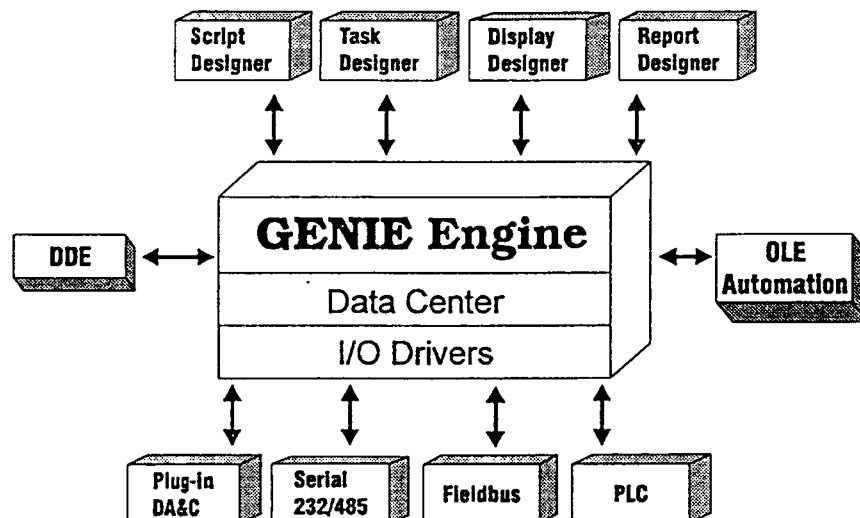 Script
Designer
Task
Designer
Display
Designer
Report
Designer
GENIE Engine
DDE
OLE
Automation
Data Center
I/O Drivers
Plug-in
DA&C
Serial
232/485
Fieldbus
PLC